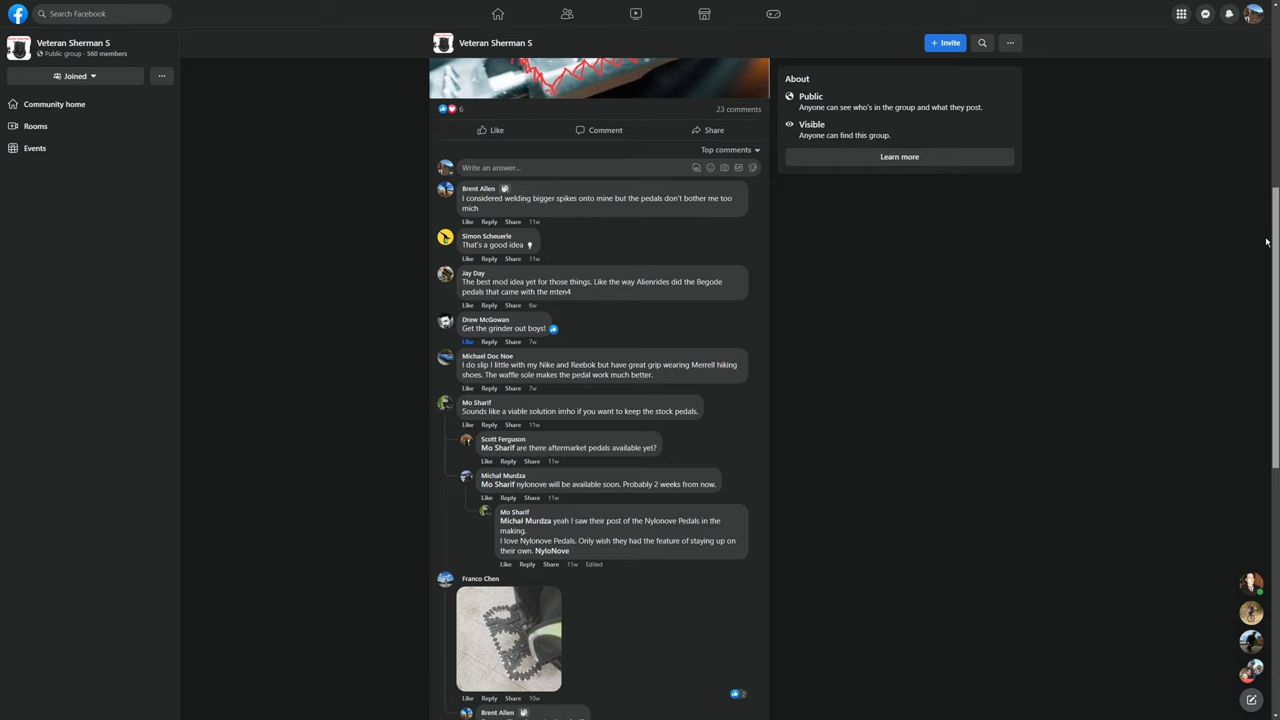 Search Facebook
Veteran Sherman S
Public group · 560 members
Joined
Community home
Rooms
Events
Veteran Sherman S
+ Invite
6
23 comments
Like
Comment
Share
Top comments
Write an answer...
Brent Allen
I considered welding bigger spikes onto mine but the pedals don't bother me too
mich
Like Reply Share 11w
Simon Scheuerle
That's a good idea
Like Reply Share 11w
Jay Day
The best mod idea yet for those things. Like the way Alienrides did the Begode
pedals that came with the mten4
Like Reply Share 6w
Drew McGowan
Get the grinder out boys!
Like Reply Share 7w
Michael Doc Noe
I do slip I little with my Nike and Reebok but have great grip wearing Merrell hiking
shoes. The waffle sole makes the pedal work much better.
Like Reply Share 7w
Mo Sharif
Sounds like a viable solution imho if you want to keep the stock pedals.
Like Reply Share 11w
Scott Ferguson
Mo Sharif are there aftermarket pedals available yet?
Like Reply Share 11w
Michał Murdza
Mo Sharif nylonove will be available soon. Probably 2 weeks from now.
Like Reply Share 11w
Mo Sharif
Michał Murdza yeah I saw their post of the Nylonove Pedals in the
making.
I love Nylonove Pedals. Only wish they had the feature of staying up on
their own. NyloNove
Like Reply Share 11w Edited
Franco Chen
2
Like Reply Share 10w
Brent Allen
About
Public
Anyone can see who's in the group and what they post.
Visible
Anyone can find this group.
Learn more